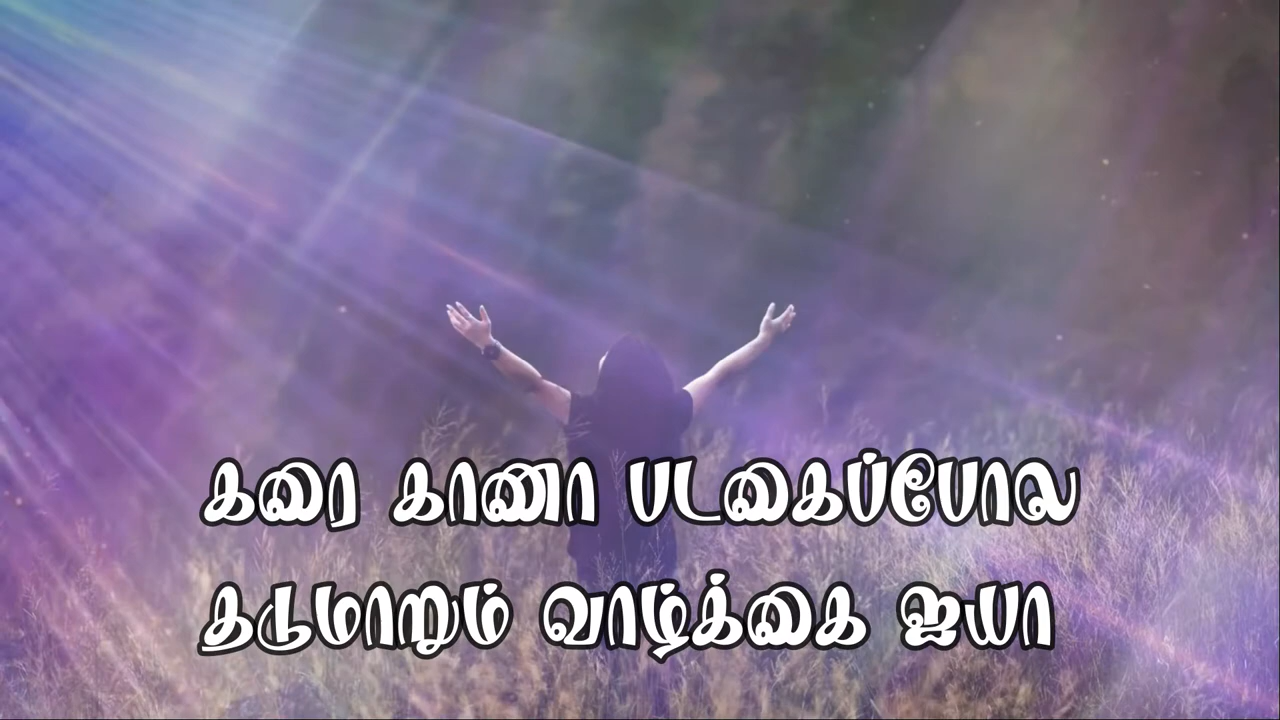 கரை காணா படகைப்போல
தடுமாறும் வாழ்க்கை ஐயா